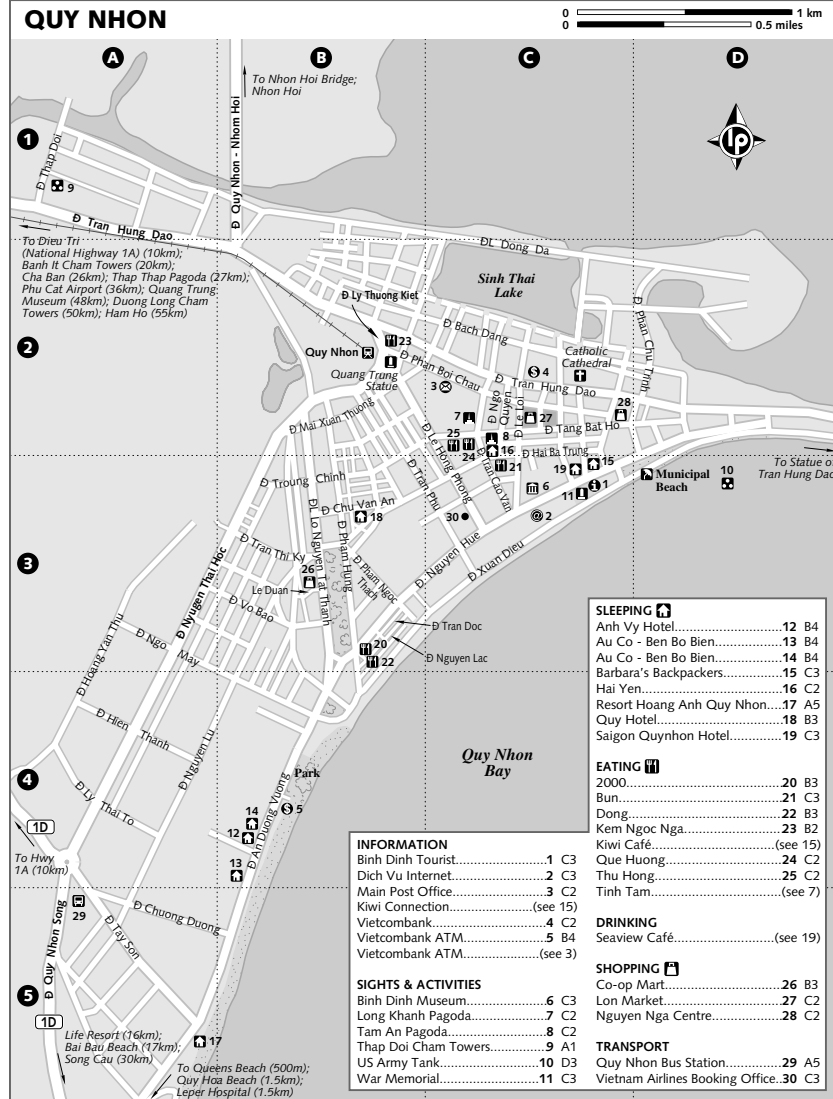 QUY NHON
0 1 km
0 0.5 miles
A
B
C
D
1
2
3
4
5
To Nhon Hoi Bridge;
Nhon Hoi
Đ Quy Nhon - Nhom Hoi
lp
Đ Thap Doi
9
Đ Tran Hung Dao
To Dieu Tri
(National Highway 1A) (10km);
Banh It Cham Towers (20km);
Cha Ban (26km); Thap Thap Pagoda (27km);
Phu Cat Airport (36km); Quang Trung
Museum (48km); Duong Long Cham
Towers (50km); Ham Ho (55km)
ĐL Dong Da
Sinh Thai
Lake
Đ Ly Thuong Kiet
23
Đ Bach Dang
Đ Phan Chu Trinh
Quy Nhon
Quang Trung
Statue
Đ Phan Boi Chau
3
$ 4
Catholic
Cathedral
Đ Tran Hung Dao
28
Đ Mai Xuan Thuong
7
Đ Ngo
Quyen
Đ Le Loi
27
Đ Tang Bat Ho
25
24
8
16
Đ Le Hong Phong
Đ Hai Ba Trung
21
19
15
Đ Tran Cao Van
To Statue of
Tran Hung Dao
Municipal
Beach
10
Đ Troung Chinh
Đ Tran Phu
6
11
1
Đ Chu Van An
18
30
@ 2
ĐL Lo Nguyen Tat Thanh
Đ Pham Hung
Đ Tran Thi Ky
26
Le Duan
Đ Pham Ngoc
Thach
Đ. Nguyen Hue
Đ Xuan Dieu
Đ Nyugen Thai Hoc
Đ Vo Bao
Đ Tran Doc
Đ Nguyen Lac
20
22
Đ Hoang Yan Thu
Đ Ngo May
Đ Hien Thanh
Đ Nguyen Lu
Quy Nhon
Bay
Park
Đ Ly Thai To
$ 5
14
12
13
Đ An Duong Vuong
1D
To Hwy
1A (10km)
29
Đ Chuong Duong
Đ Tay Son
Đ Quy Nhon Song
1D
17
Life Resort (16km);
Bai Bau Beach (17km);
Song Cau (30km)
To Queens Beach (500m);
Quy Hoa Beach (1.5km);
Leper Hospital (1.5km)
INFORMATION
Binh Dinh Tourist....................1 C3
Dich Vu Internet....................2 C3
Main Post Office....................3 C2
Kiwi Connection....................(see 15)
Vietcombank....................4 C2
Vietcombank ATM....................5 B4
Vietcombank ATM....................(see 3)
SIGHTS & ACTIVITIES
Binh Dinh Museum....................6 C3
Long Khanh Pagoda....................7 C2
Tam An Pagoda....................8 C2
Thap Doi Cham Towers....................9 A1
US Army Tank....................10 D3
War Memorial....................11 C3
SLEEPING
Anh Vy Hotel....................12 B4
Au Co - Ben Bo Bien....................13 B4
Au Co - Ben Bo Bien....................14 B4
Barbara's Backpackers....................15 C3
Hai Yen....................16 C2
Resort Hoang Anh Quy Nhon....17 A5
Quy Hotel....................18 B3
Saigon Quynhon Hotel....................19 C3
EATING
2000....................20 B3
Bun....................21 C3
Dong....................22 B3
Kem Ngoc Nga....................23 B2
Kiwi Café....................(see 15)
Que Huong....................24 C2
Thu Hong....................25 C2
Tinh Tam....................(see 7)
DRINKING
Seaview Café....................(see 19)
SHOPPING
Co-op Mart....................26 B3
Lon Market....................27 C2
Nguyen Nga Centre....................28 C2
TRANSPORT
Quy Nhon Bus Station....................29 A5
Vietnam Airlines Booking Office..30 C3